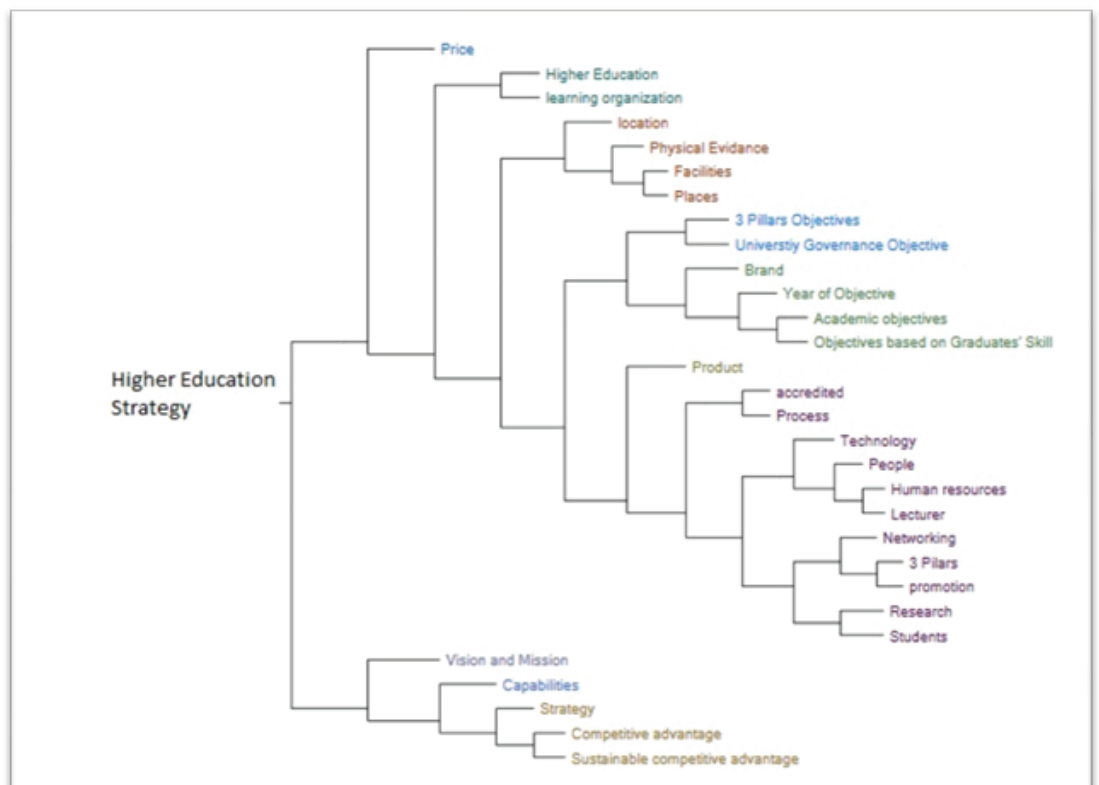 Price
Higher Education
learning organization
location
Physical Evidence
Facilities
Places
3 Pillars Objectives
Universtiy Governance Objective
Brand
Year of Objective
Academic objectives
Objectives based on Graduates' Skill
Product
Higher Education
Strategy
accredited
Process
Technology
People
Human resources
Lecturer
Networking
3 Pilars
promotion
Research
Students
Vision and Mission
Capabilities
Strategy
Competitive advantage
Sustainable competitive advantage